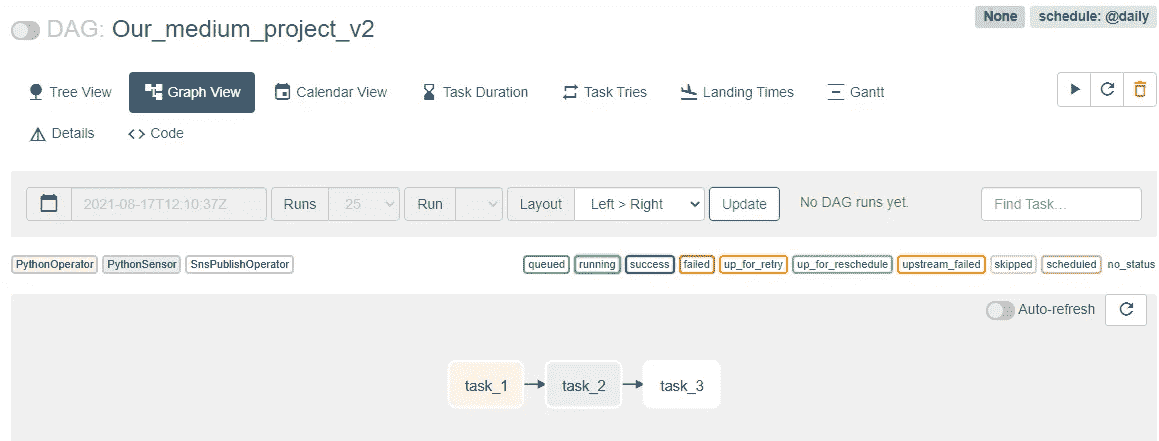 None schedule: @daily
DAG: Our_medium_project_v2
Tree View Graph View Calendar View Task Duration Task Tries Landing Times Gantt
Details <> Code
2021-08-17T12:10:37Z Runs 25 Run Layout Left > Right Update No DAG runs yet. Find Task...
PythonOperator PythonSensor SnsPublishOperator queued running success failed up_for_retry up_for_reschedule upstream_failed skipped scheduled no_status
Auto-refresh
task_1 task_2 task_3